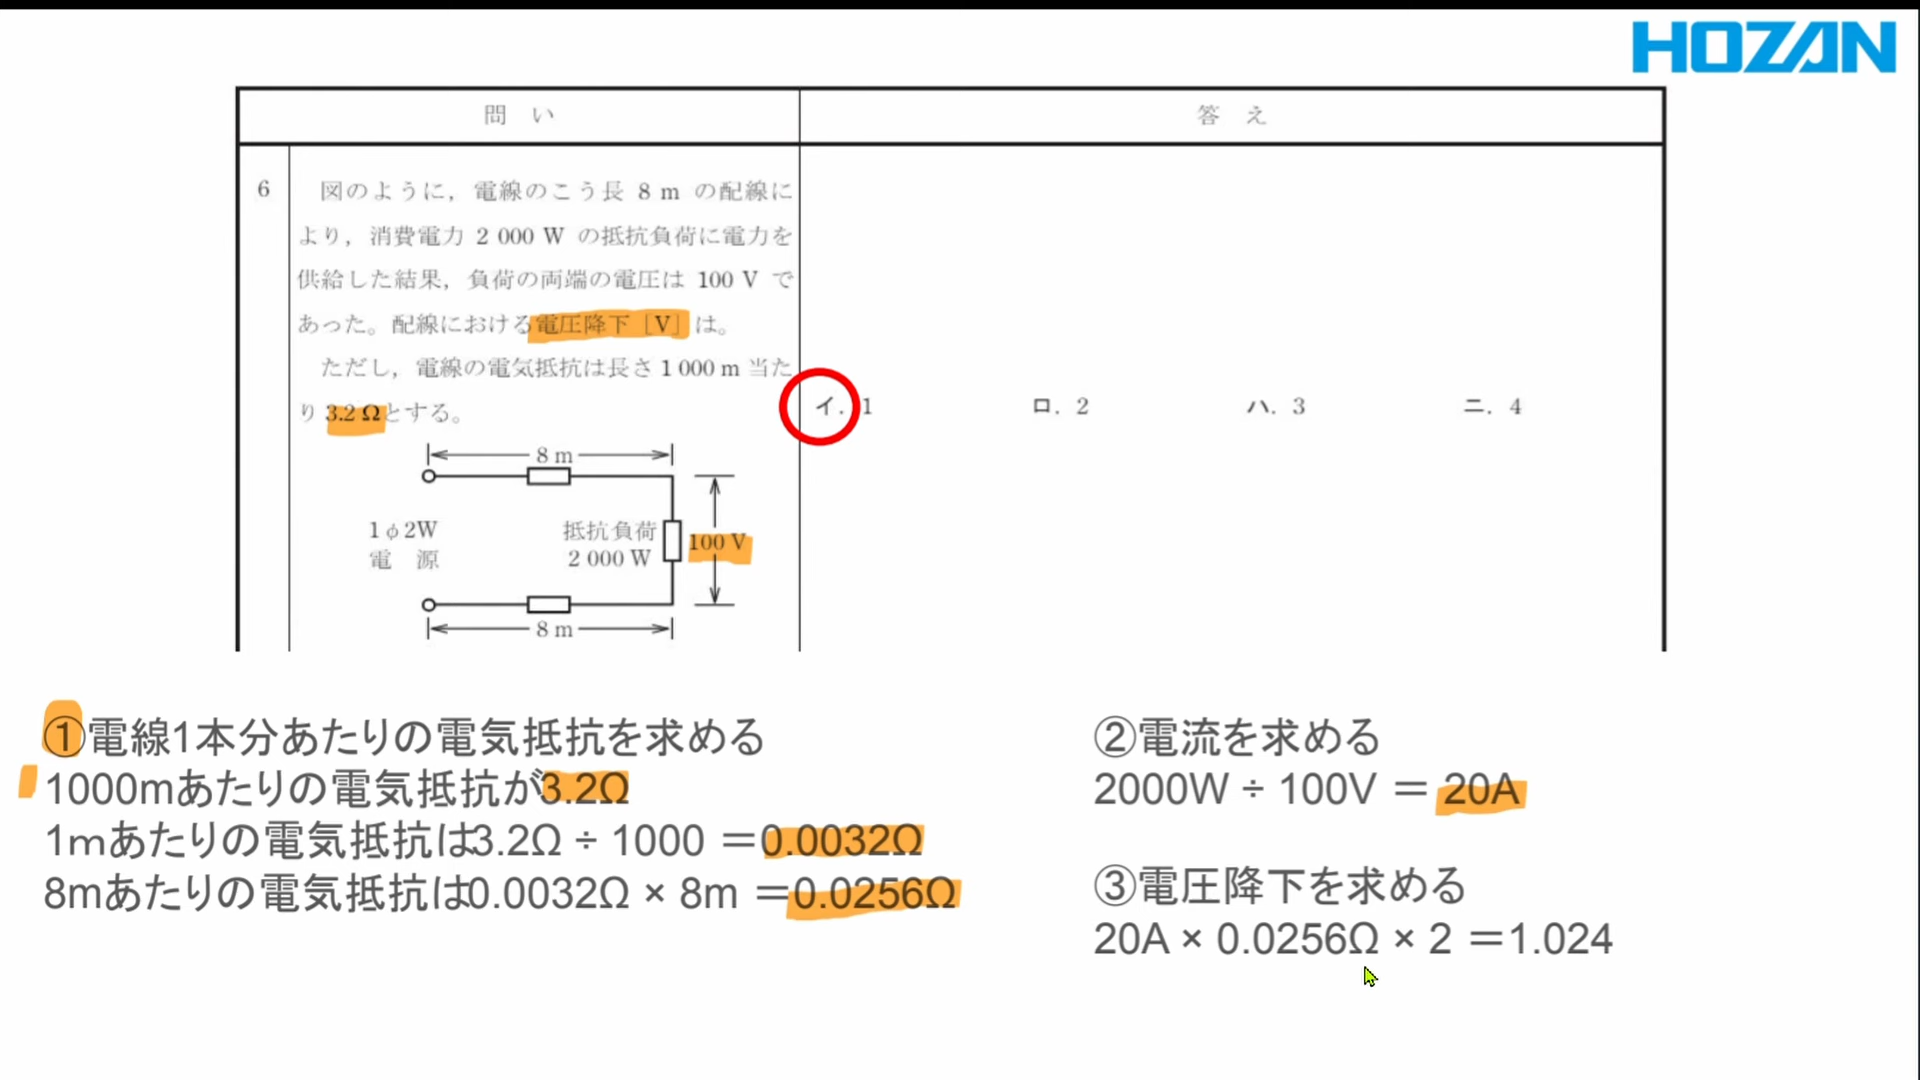 HOZAN
問 い
答 え
6
図のように，電線のこう長 8 m の配線に
より，消費電力 2 000 W の抵抗負荷に電力を
供給した結果，負荷の両端の電圧は 100 V で
あった。配線における電圧降下［V］は。
ただし，電線の電気抵抗は長さ 1 000 m 当た
り 3.2 Ωとする。
イ. 1
ロ. 2
ハ. 3
ニ. 4
8 m
1φ2W
電 源
抵抗負荷
2 000 W
100 V
8 m
①電線1本分あたりの電気抵抗を求める
1000mあたりの電気抵抗が3.2Ω
1mあたりの電気抵抗は3.2Ω ÷ 1000 ＝0.0032Ω
8mあたりの電気抵抗は0.0032Ω × 8m ＝0.0256Ω
②電流を求める
2000W ÷ 100V ＝ 20A
③電圧降下を求める
20A × 0.0256Ω × 2 ＝1.024